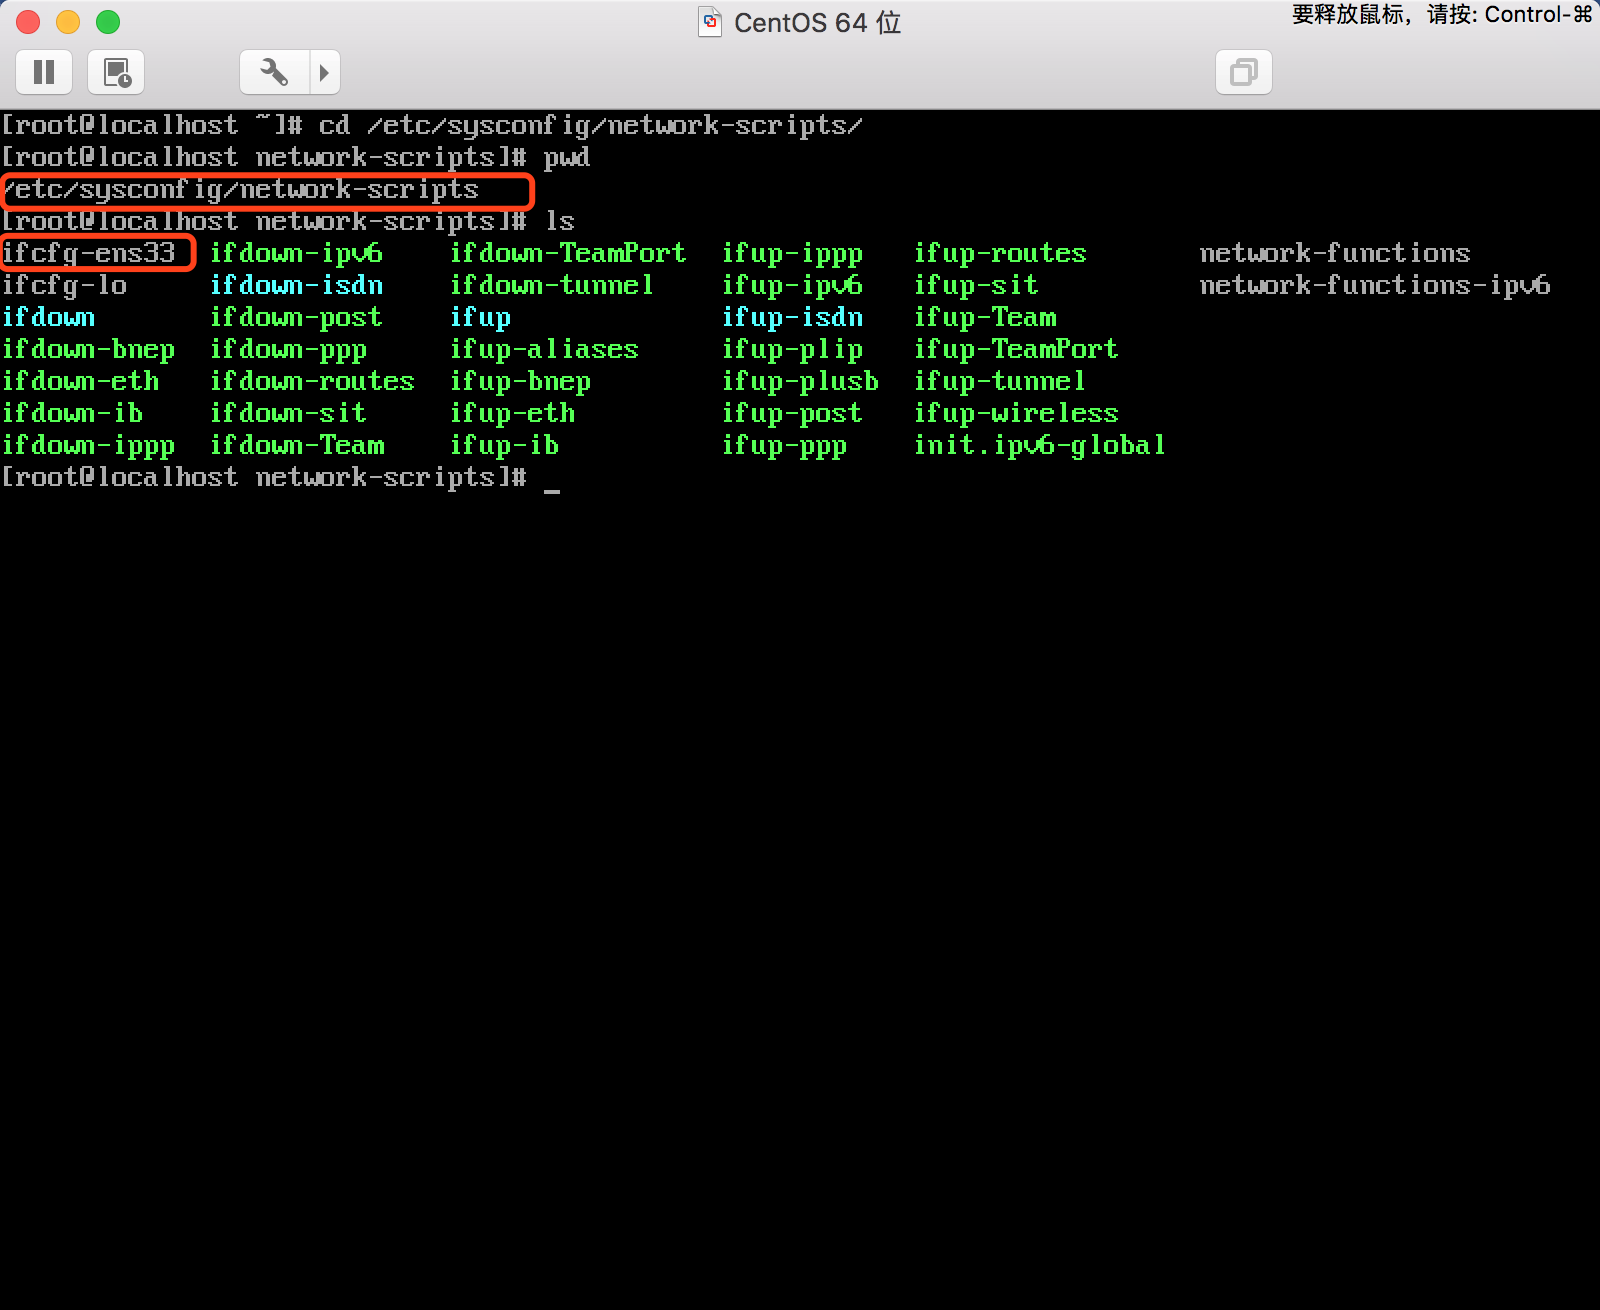 CentOS 64 位
要释放鼠标，请按: Control-⌘
[root@localhost ~]# cd /etc/sysconfig/network-scripts/
[root@localhost network-scripts]# pwd
/etc/sysconfig/network-scripts
[root@localhost network-scripts]# ls
ifcfg-ens33 ifdown-ipv6 ifdown-TeamPort ifup-ippp ifup-routes network-functions
ifcfg-lo ifdown-isdn ifdown-tunnel ifup-ipv6 ifup-sit network-functions-ipv6
ifdown ifdown-post ifup ifup-isdn ifup-Team
ifdown-bnep ifdown-ppp ifup-aliases ifup-plip ifup-TeamPort
ifdown-eth ifdown-routes ifup-bnep ifup-plusb ifup-tunnel
ifdown-ib ifdown-sit ifup-eth ifup-post ifup-wireless
ifdown-ippp ifdown-Team ifup-ib ifup-ppp init.ipv6-global
[root@localhost network-scripts]# _